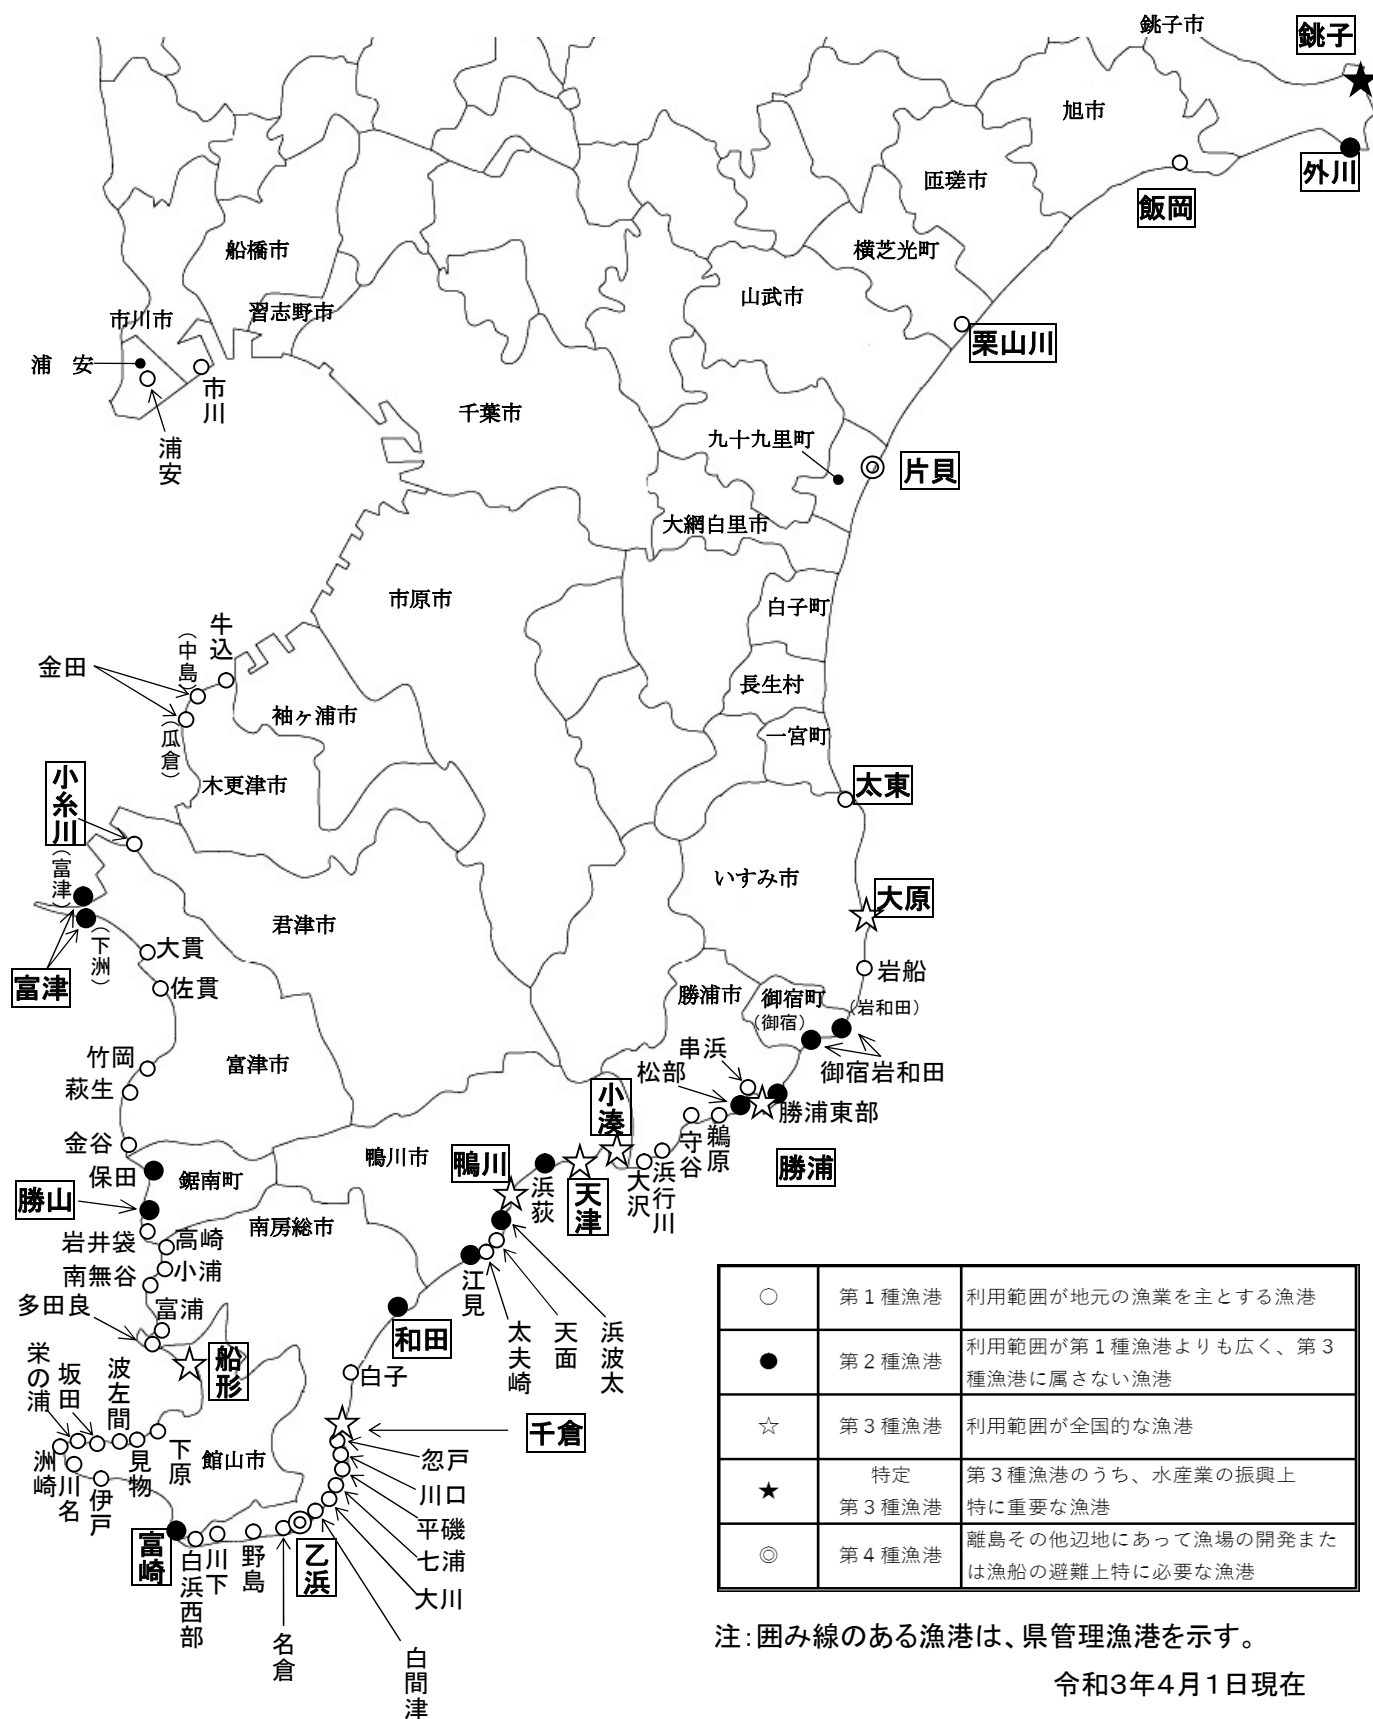 銚子市
銚子
旭市
外川
飯岡
匝瑳市
横芝光町
船橋市
山武市
習志野市
市川市
栗山川
浦　安
市川
浦安
千葉市
九十九里町
片貝
大網白里市
市原市
白子町
牛込
（中島）
金田
長生村
袖ヶ浦市
（瓜倉）
一宮町
木更津市
小糸川
太東
（富津）
いすみ市
大原
君津市
（下洲）
大貫
富津
佐貫
岩船
勝浦市
御宿町
（御宿）
（岩和田）
御宿岩和田
竹岡
萩生
富津市
串浜
松部
小湊
勝浦東部
金谷
鴨川市
鴨川
守谷
鵜原
保田
鋸南町
勝浦
勝山
浜荻
天津
大沢
浜行川
南房総市
岩井袋
高崎
南無谷
小浦
江見
多田良
富浦
和田
太夫崎
天面
浜波太
船形
栄の浦
坂田
波左間
白子
千倉
洲崎
川名
伊戸
見物
下原
館山市
忽戸
川口
平磯
七浦
大川
富崎
白浜西部
川下
野島
乙浜
名倉
白間津
○ 第１種漁港 利用範囲が地元の漁業を主とする漁港
● 第２種漁港 利用範囲が第１種漁港よりも広く、第３
種漁港に属さない漁港
☆ 第３種漁港 利用範囲が全国的な漁港
★ 特定
第３種漁港 第３種漁港のうち、水産業の振興上
特に重要な漁港
◎ 第４種漁港 離島その他辺地にあって漁場の開発また
は漁船の避難上特に必要な漁港
注：囲み線のある漁港は、県管理漁港を示す。
令和３年４月１日現在